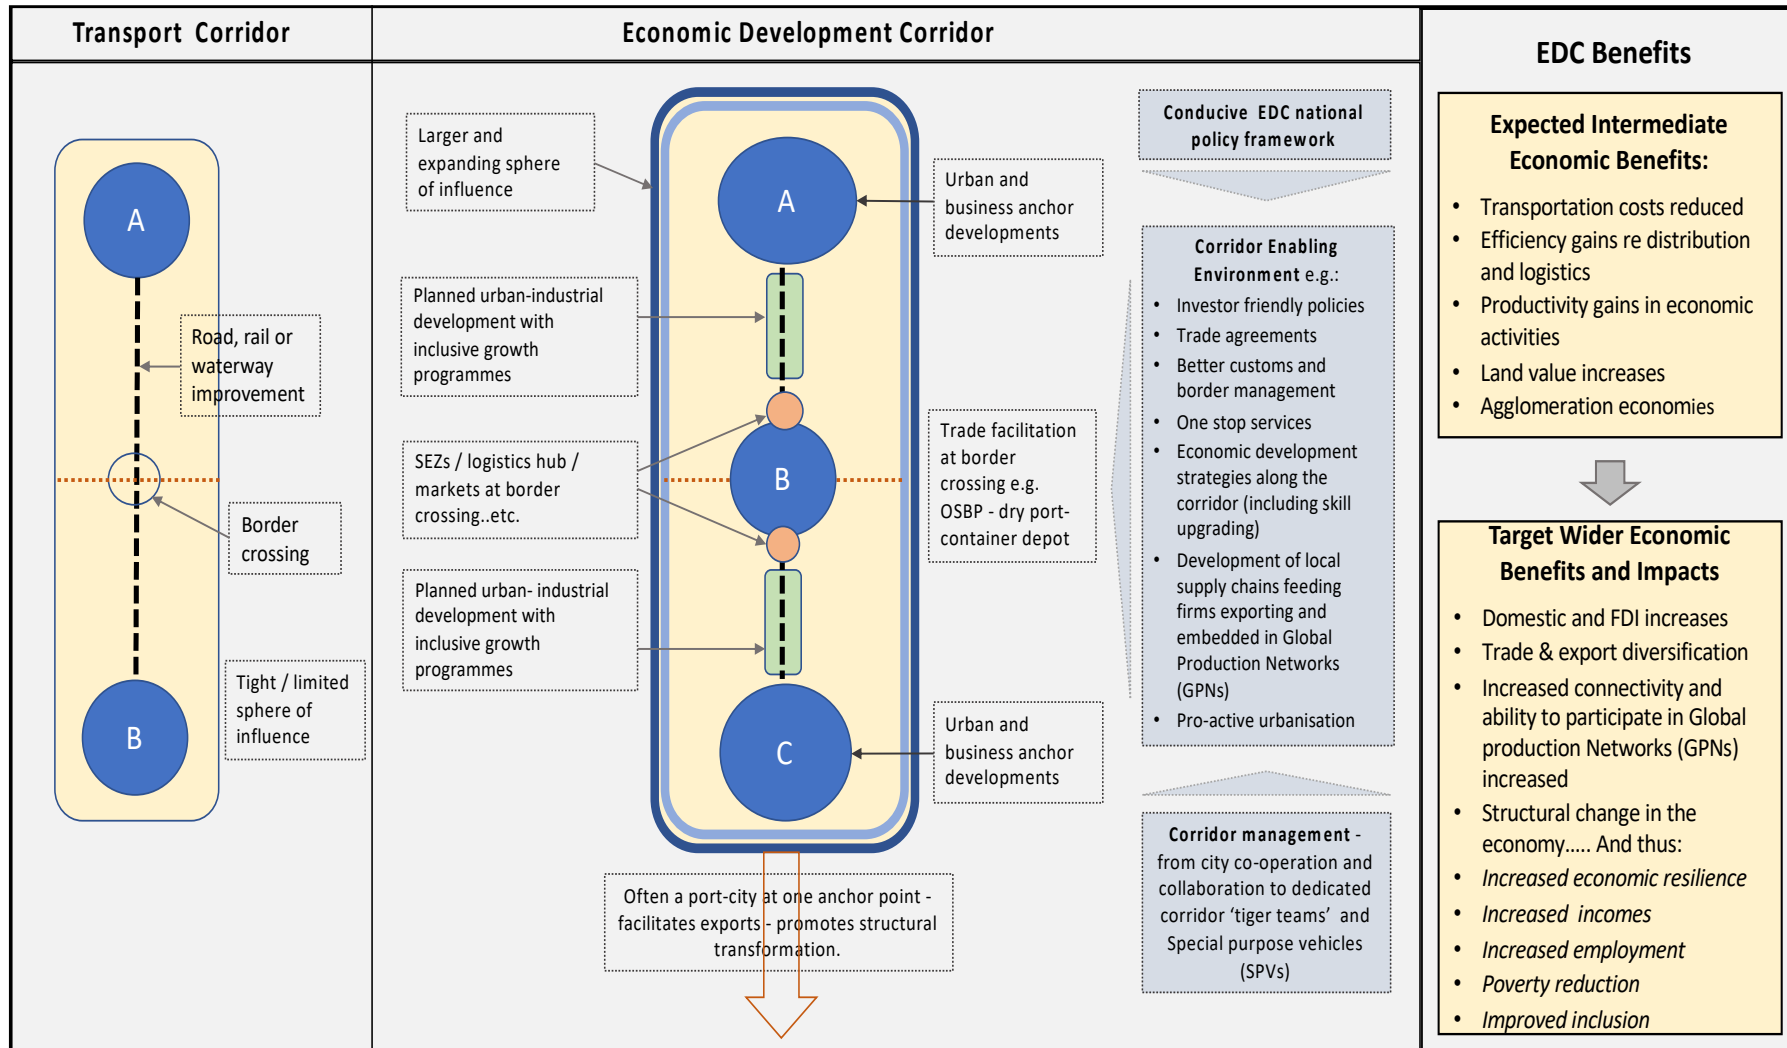 Transport Corridor
A
Road, rail or
waterway
improvement
Border
crossing
B
Tight / limited
sphere of
influence
Economic Development Corridor
Larger and
expanding sphere
of influence
A
Urban and
business anchor
developments
Planned urban-industrial
development with
inclusive growth
programmes
SEZs / logistics hub /
markets at border
crossing..etc.
B
Trade facilitation
at border
crossing e.g.
OSBP - dry port-
container depot
Planned urban- industrial
development with
inclusive growth
programmes
C
Urban and
business anchor
developments
Often a port-city at one anchor point -
facilitates exports - promotes structural
transformation.
Conducive EDC national
policy framework
Corridor Enabling
Environment e.g.:
• Investor friendly policies
• Trade agreements
• Better customs and
border management
• One stop services
• Economic development
strategies along the
corridor (including skill
upgrading)
• Development of local
supply chains feeding
firms exporting and
embedded in Global
Production Networks
(GPNs)
• Pro-active urbanisation
Corridor management -
from city co-operation and
collaboration to dedicated
corridor ‘tiger teams’ and
Special purpose vehicles
(SPVs)
EDC Benefits
Expected Intermediate
Economic Benefits:
• Transportation costs reduced
• Efficiency gains re distribution
and logistics
• Productivity gains in economic
activities
• Land value increases
• Agglomeration economies
Target Wider Economic
Benefits and Impacts
• Domestic and FDI increases
• Trade & export diversification
• Increased connectivity and
ability to participate in Global
production Networks (GPNs)
increased
• Structural change in the
economy..... And thus:
• Increased economic resilience
• Increased incomes
• Increased employment
• Poverty reduction
• Improved inclusion